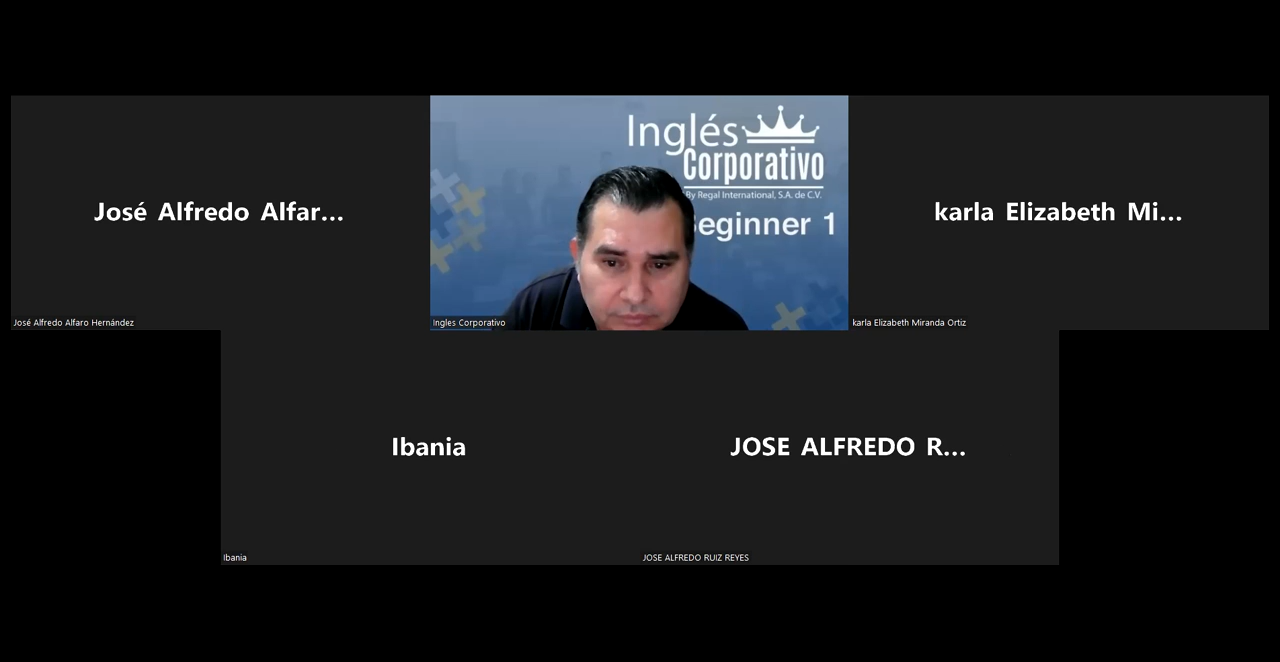 José Alfredo Alfar...
José Alfredo Alfaro Hernández
Inglés
Corporativo
By Regal International, S.A. de C.V.
Beginner 1
Ingles Corporativo
karla Elizabeth Mi...
karla Elizabeth Miranda Ortiz
Ibania
Ibania
JOSE ALFREDO R...
JOSE ALFREDO RUIZ REYES